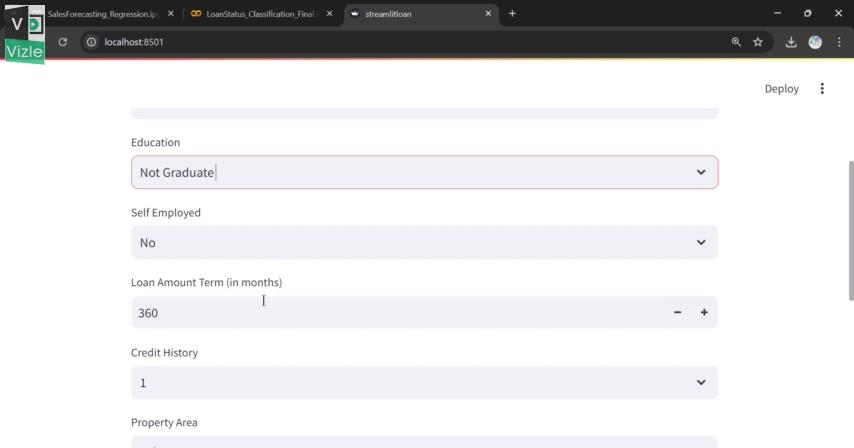 SalesForecasting_Regression.ip
LoanStatus_Classification_Final.i
streamlitloan
V
Vizle
localhost:8501
Deploy
Education
Not Graduate
Self Employed
No
Loan Amount Term (in months)
360
Credit History
1
Property Area